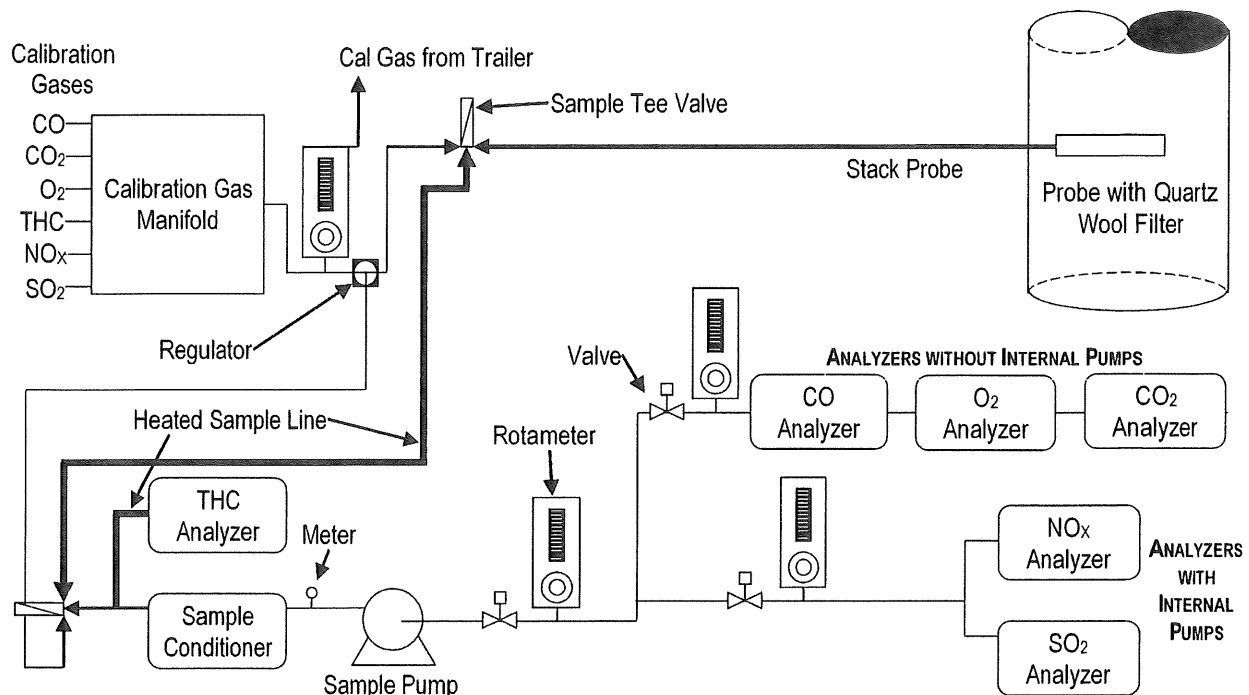 Calibration
Gases
CO
CO₂
O₂
THC
NOx
SO₂
Calibration Gas
Manifold
Cal Gas from Trailer
Sample Tee Valve
Stack Probe
Probe with Quartz
Wool Filter
Regulator
Heated Sample Line
Valve
ANALYZERS WITHOUT INTERNAL PUMPS
CO
Analyzer
O₂
Analyzer
CO₂
Analyzer
Rotameter
THC
Analyzer
Meter
Sample
Conditioner
Sample Pump
NOx
Analyzer
SO₂
Analyzer
ANALYZERS
WITH
INTERNAL
PUMPS